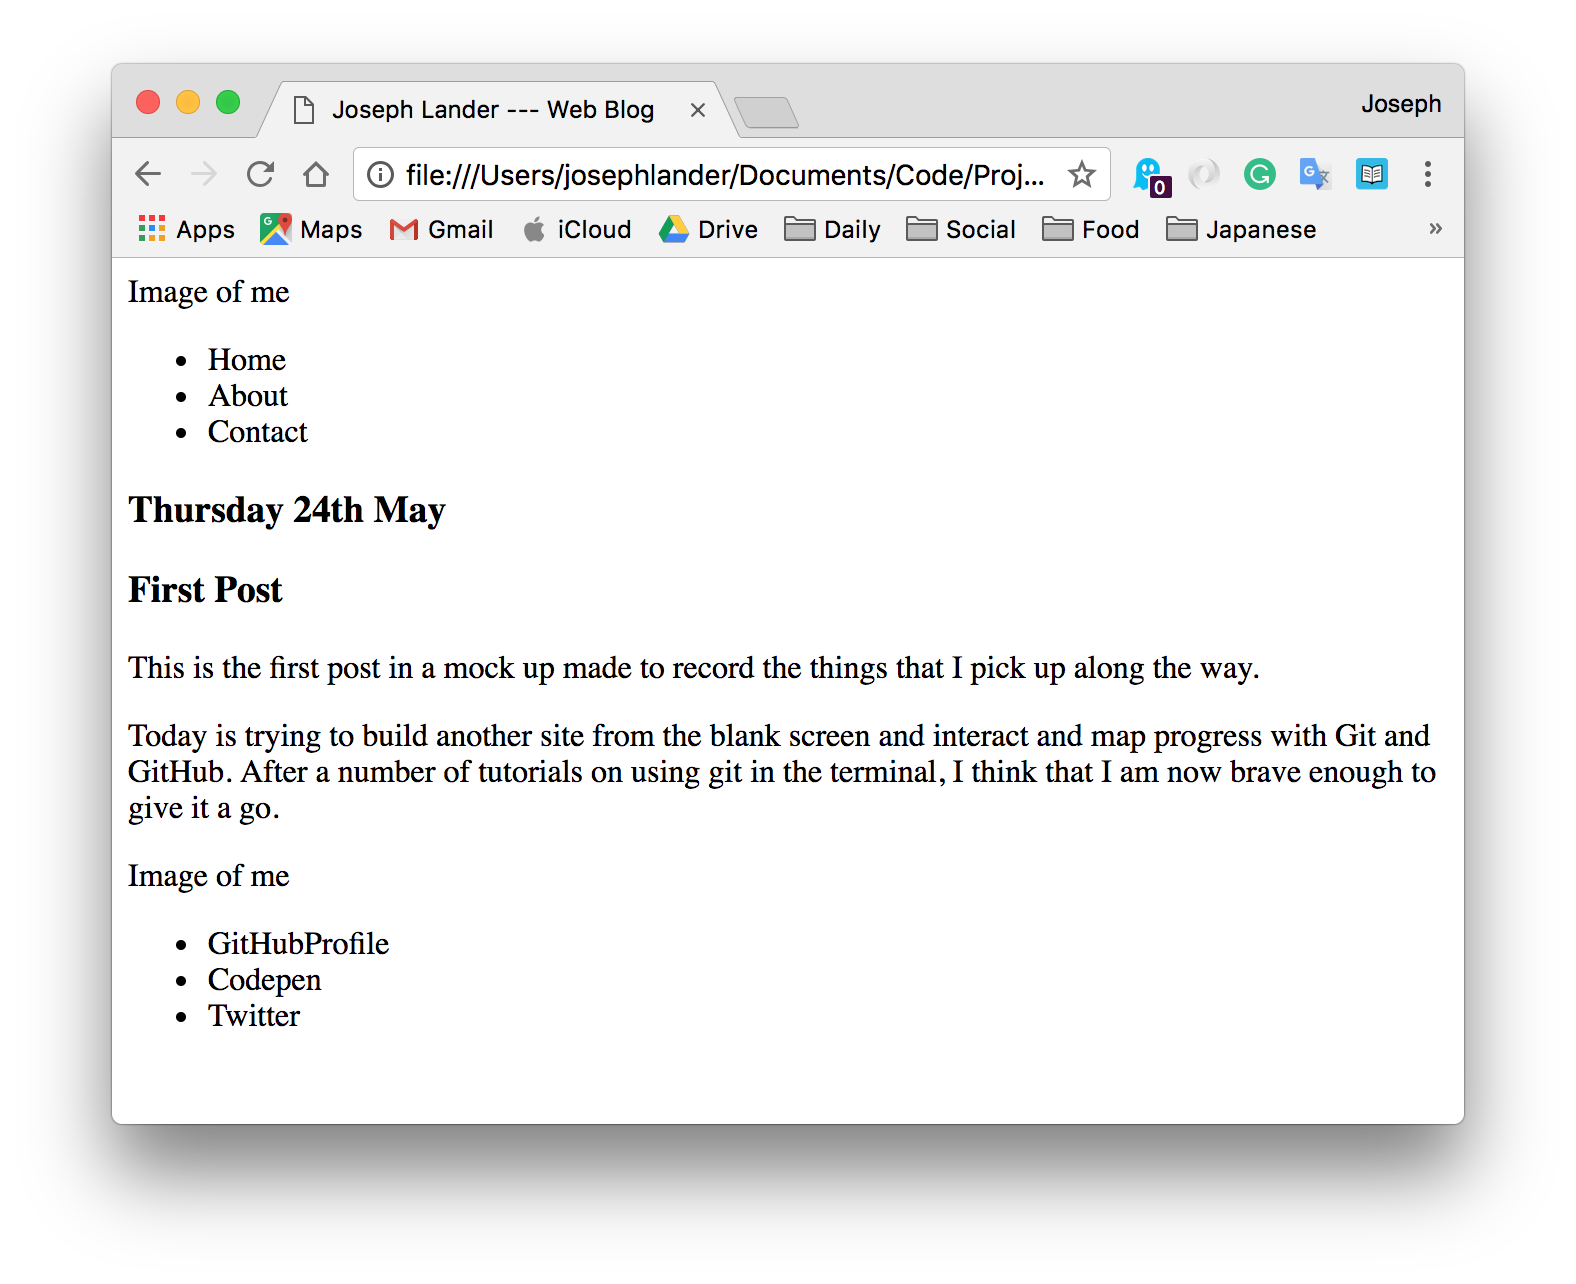 Joseph Lander --- Web Blog
Joseph
file:///Users/josephlander/Documents/Code/Proj...
0
Apps Maps Gmail iCloud Drive Daily Social Food Japanese »
Image of me
• Home
• About
• Contact
Thursday 24th May
First Post
This is the first post in a mock up made to record the things that I pick up along the way.
Today is trying to build another site from the blank screen and interact and map progress with Git and
GitHub. After a number of tutorials on using git in the terminal, I think that I am now brave enough to
give it a go.
Image of me
• GitHubProfile
• Codepen
• Twitter